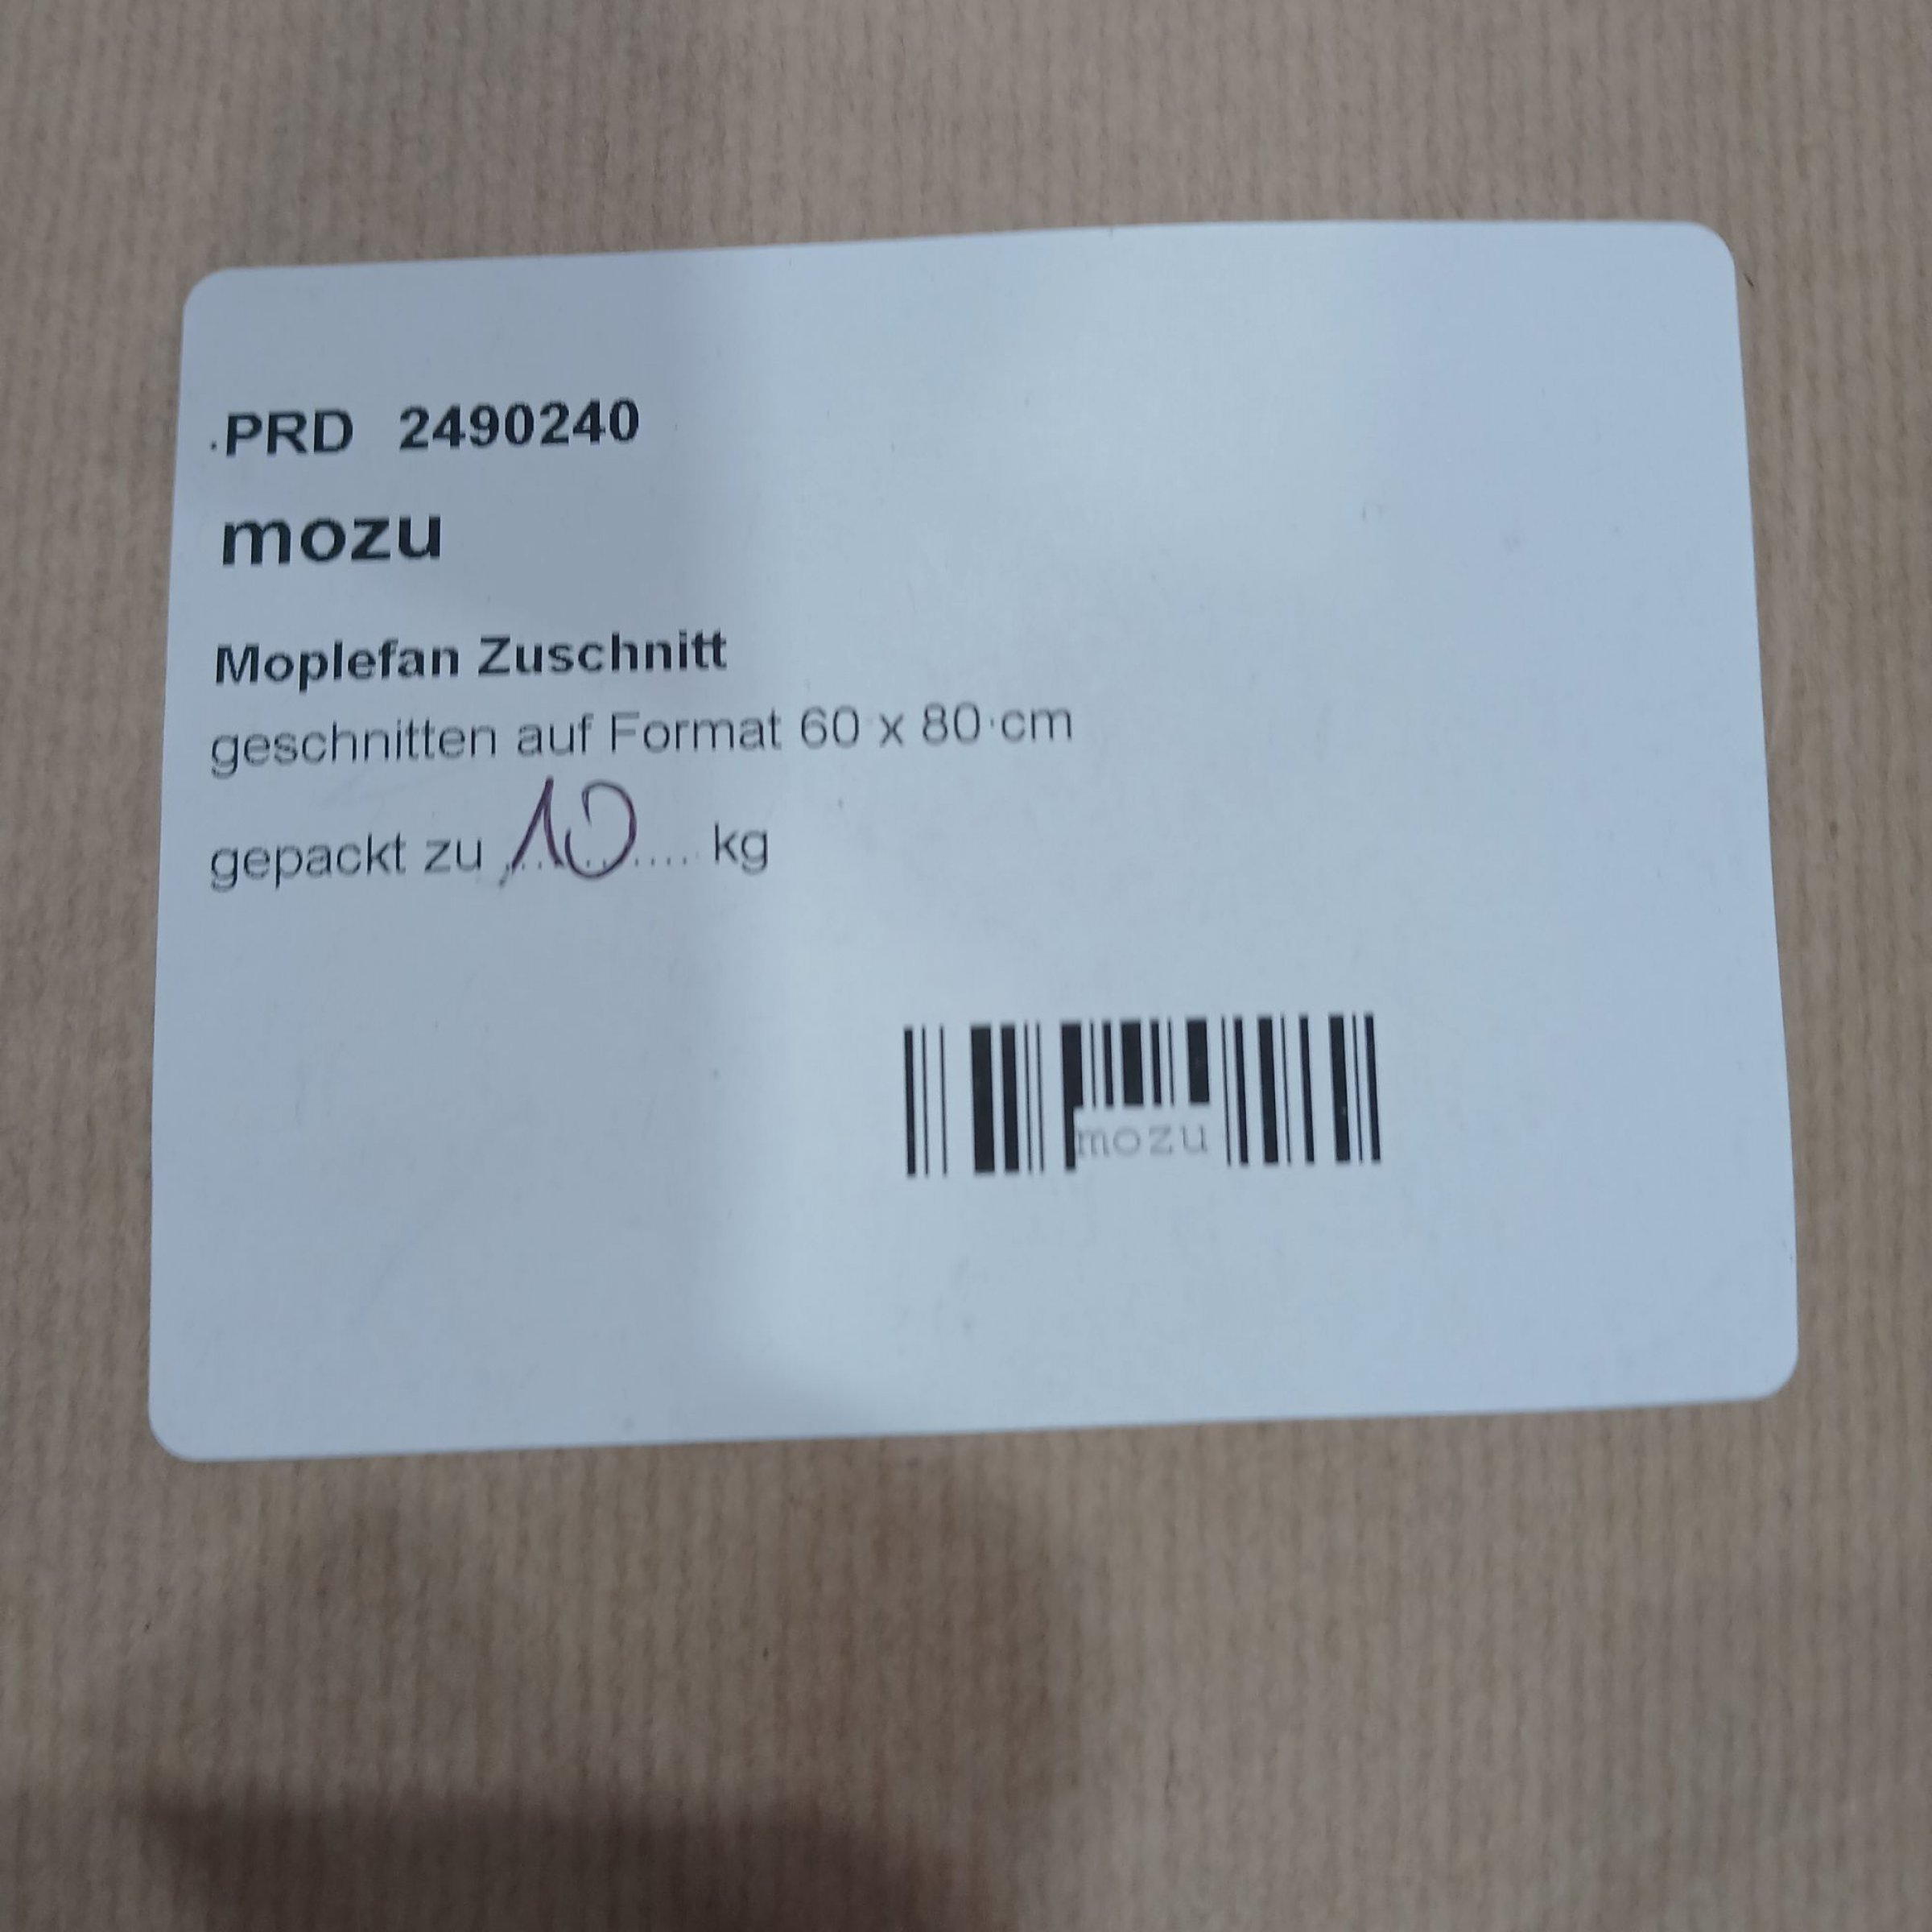 .PRD 2490240
mozu
Moplefan Zuschnitt
geschnitten auf Format 60 x 80 cm
gepackt zu 10 kg
mozu